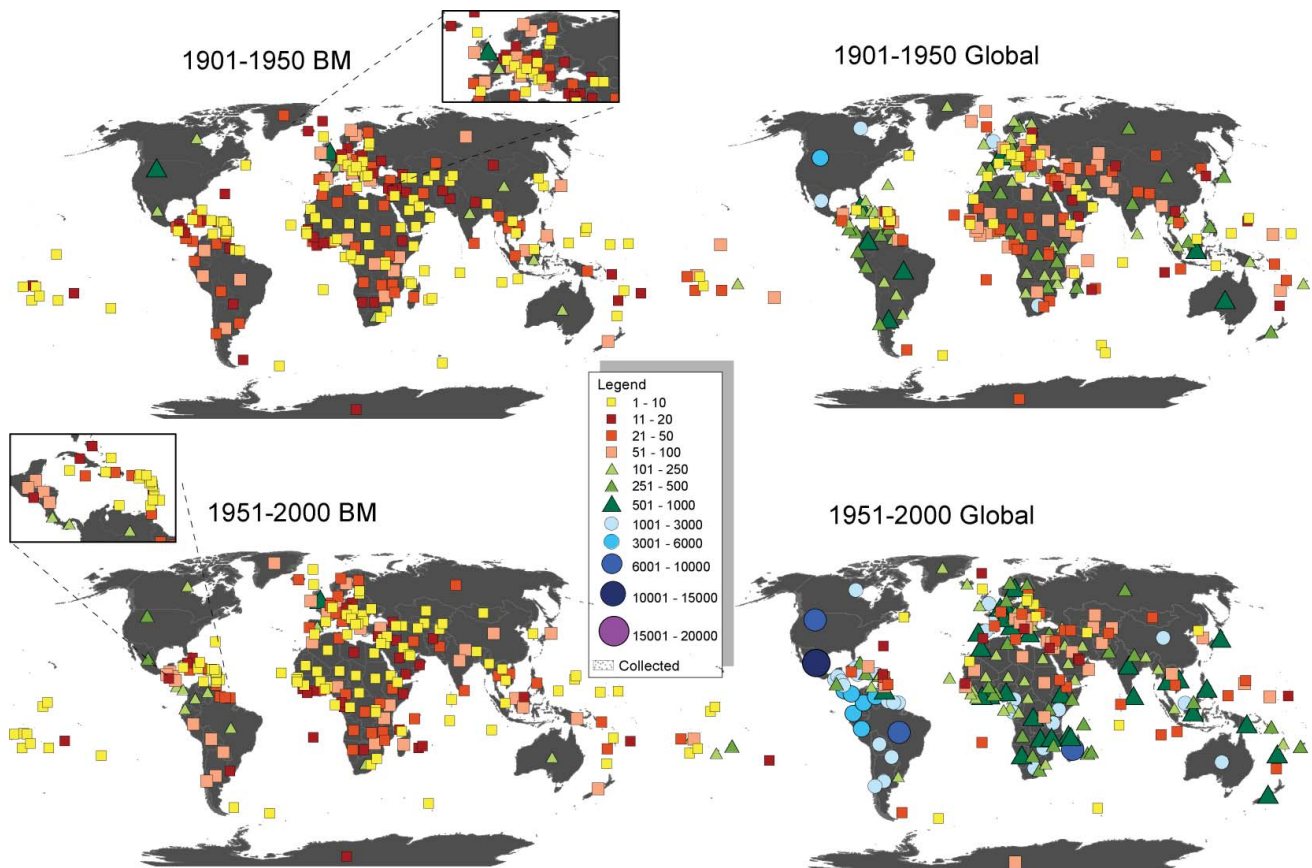 1901-1950 BM
1901-1950 Global
Legend
1 - 10
11 - 20
21 - 50
51 - 100
101 - 250
251 - 500
501 - 1000
1001 - 3000
3001 - 6000
6001 - 10000
10001 - 15000
15001 - 20000
Collected
1951-2000 BM
1951-2000 Global